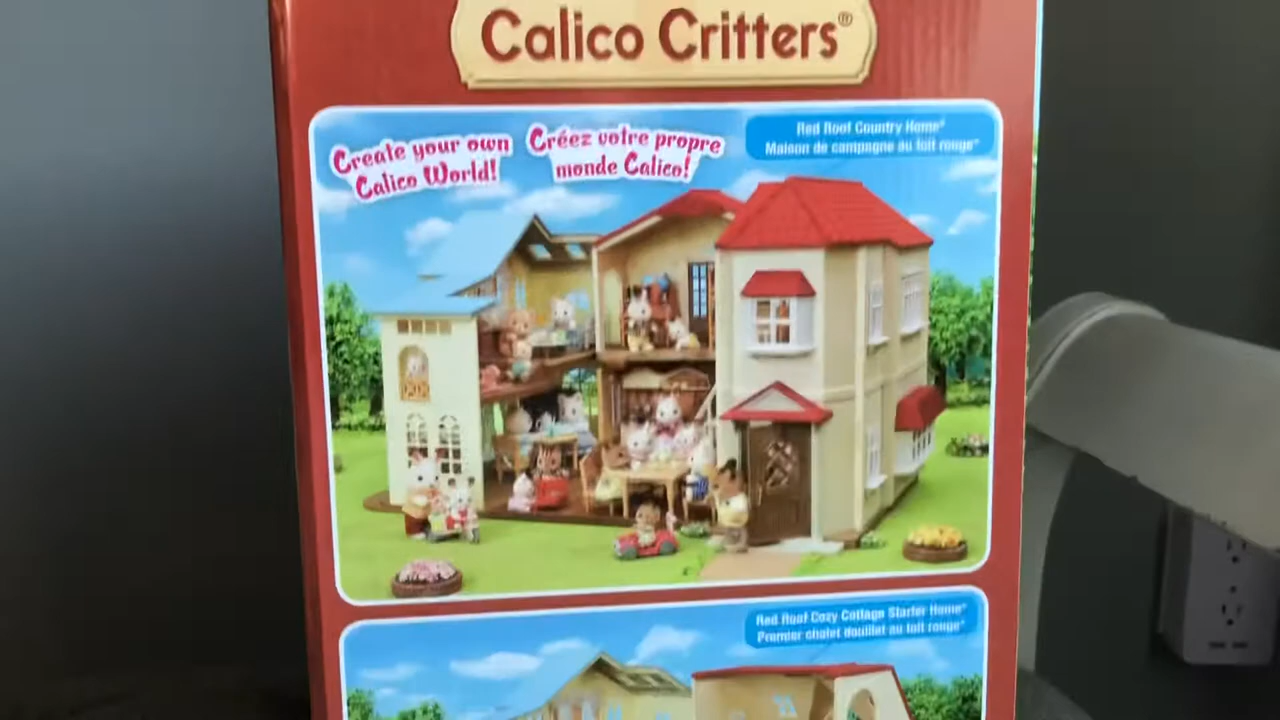 Calico Critters®
Create your own
Calico World!
Créez votre propre
monde Calico!
Red Roof Country Home*
Maison de campagne au toit rouge*
Red Roof Cozy Cottage Starter Home*
Premier chalet douillet au toit rouge*